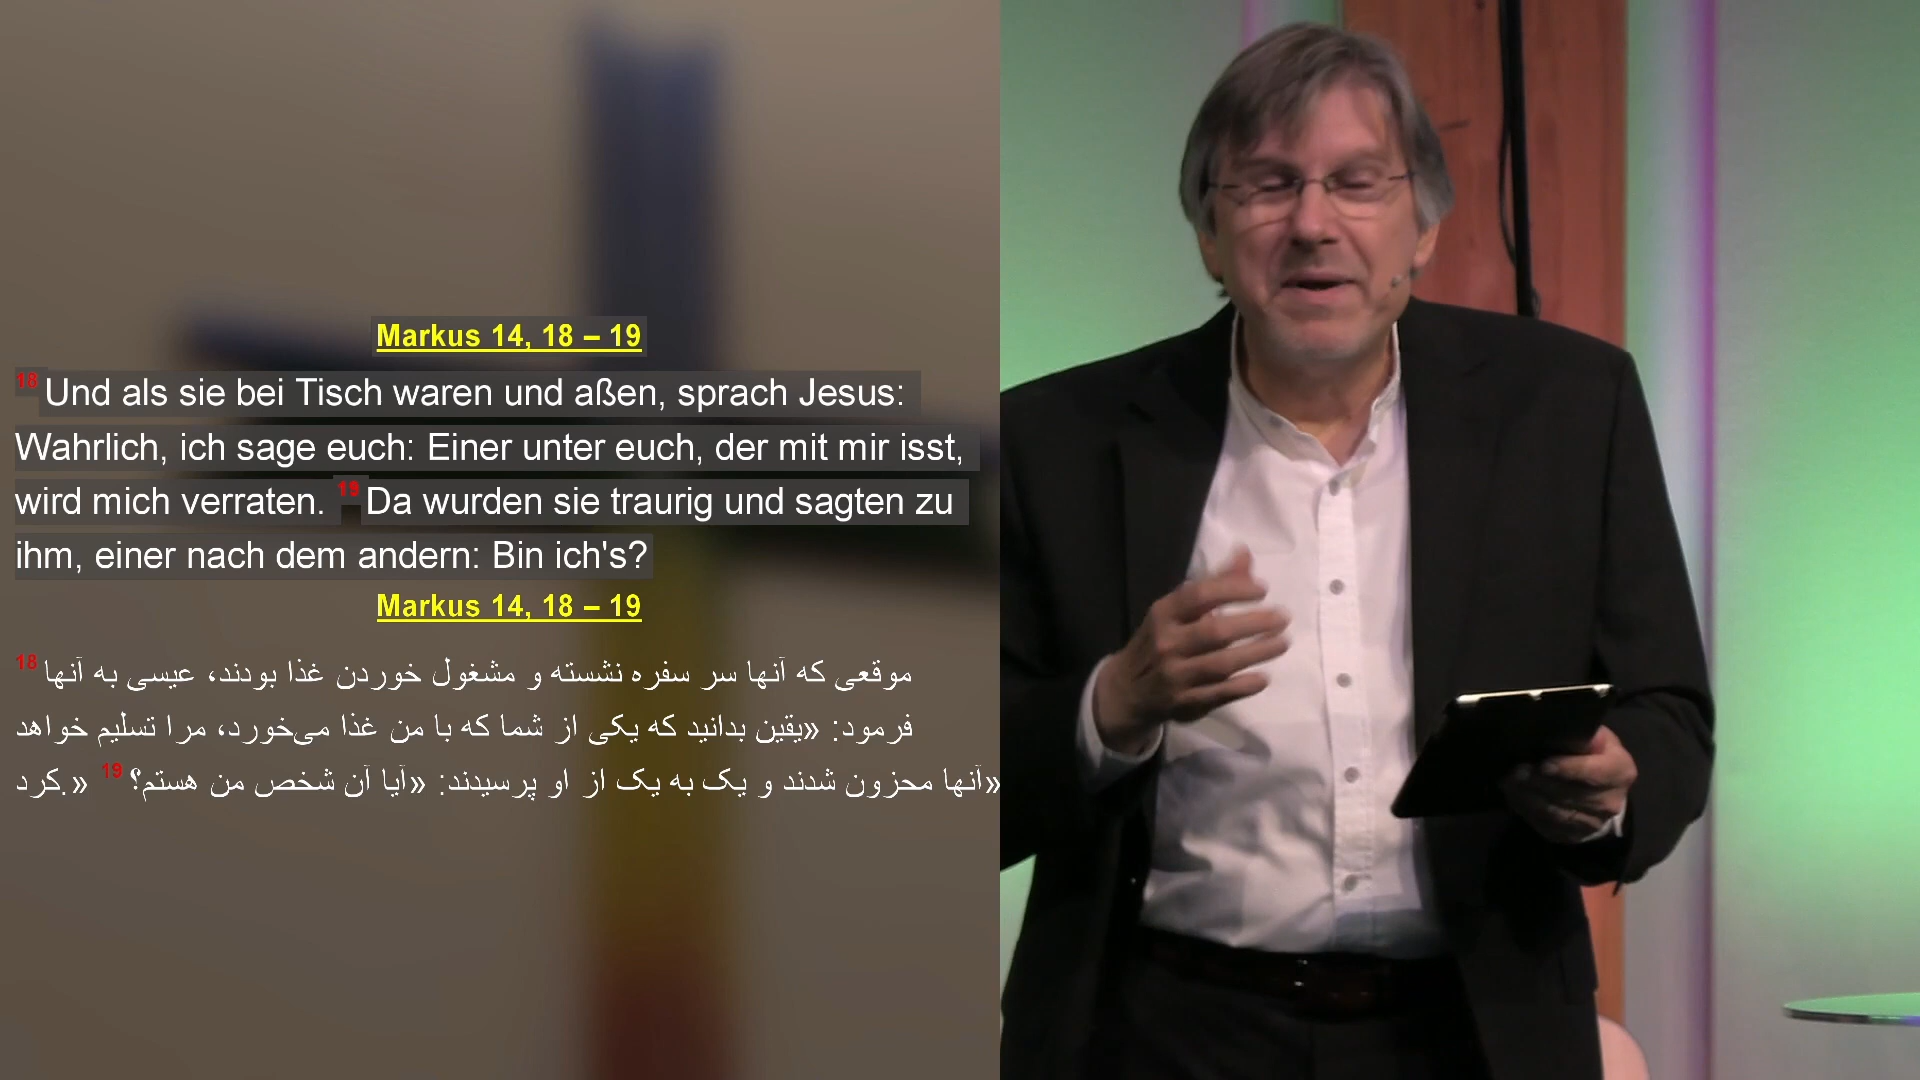 Markus 14, 18 – 19
18 Und als sie bei Tisch waren und aßen, sprach Jesus:
Wahrlich, ich sage euch: Einer unter euch, der mit mir isst,
wird mich verraten. 19 Da wurden sie traurig und sagten zu
ihm, einer nach dem andern: Bin ich's?
Markus 14, 18 – 19
18 موقعی که آنها سر سفره نشسته و مشغول خوردن غذا بودند، عیسی به آنها
فرمود: «یقین بدانید که یکی از شما که با من غذا می‌خورد، مرا تسلیم خواهد
کرد.» 19 آنها محزون شدند و یک به یک از او پرسیدند: «آیا آن شخص من هستم؟»